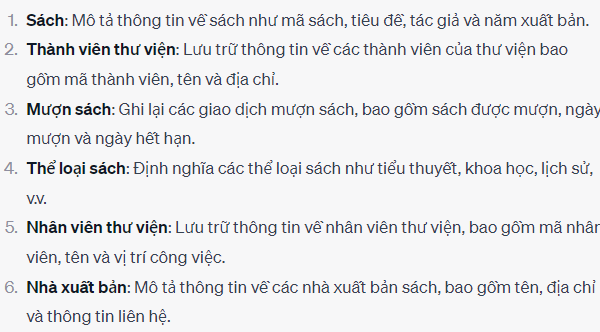 1. Sách: Mô tả thông tin về sách như mã sách, tiêu đề, tác giả và năm xuất bản.
2. Thành viên thư viện: Lưu trữ thông tin về các thành viên của thư viện bao
gồm mã thành viên, tên và địa chỉ.
3. Mượn sách: Ghi lại các giao dịch mượn sách, bao gồm sách được mượn, ngày
mượn và ngày hết hạn.
4. Thể loại sách: Định nghĩa các thể loại sách như tiểu thuyết, khoa học, lịch sử,
v.v.
5. Nhân viên thư viện: Lưu trữ thông tin về nhân viên thư viện, bao gồm mã nhân
viên, tên và vị trí công việc.
6. Nhà xuất bản: Mô tả thông tin về các nhà xuất bản sách, bao gồm tên, địa chỉ
và thông tin liên hệ.